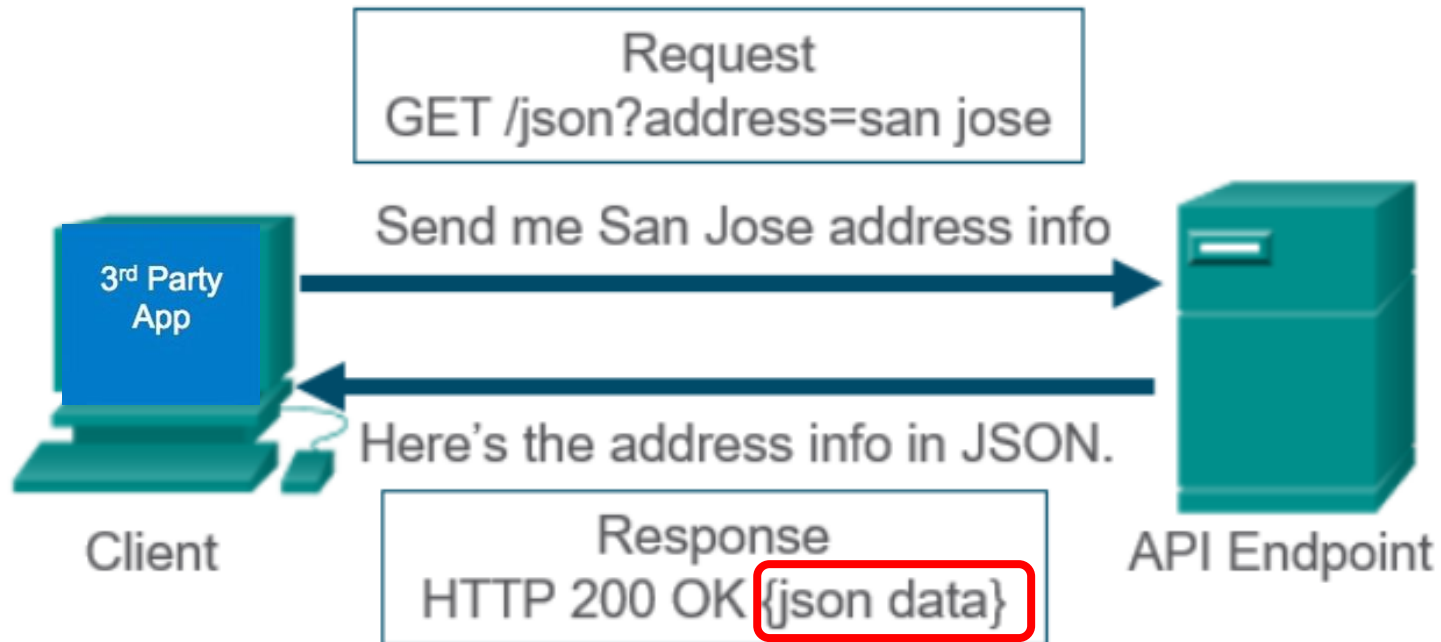 Request
GET /json?address=san jose
Send me San Jose address info
3rd Party
App
Here's the address info in JSON.
Client
Response
HTTP 200 OK {json data}
API Endpoint